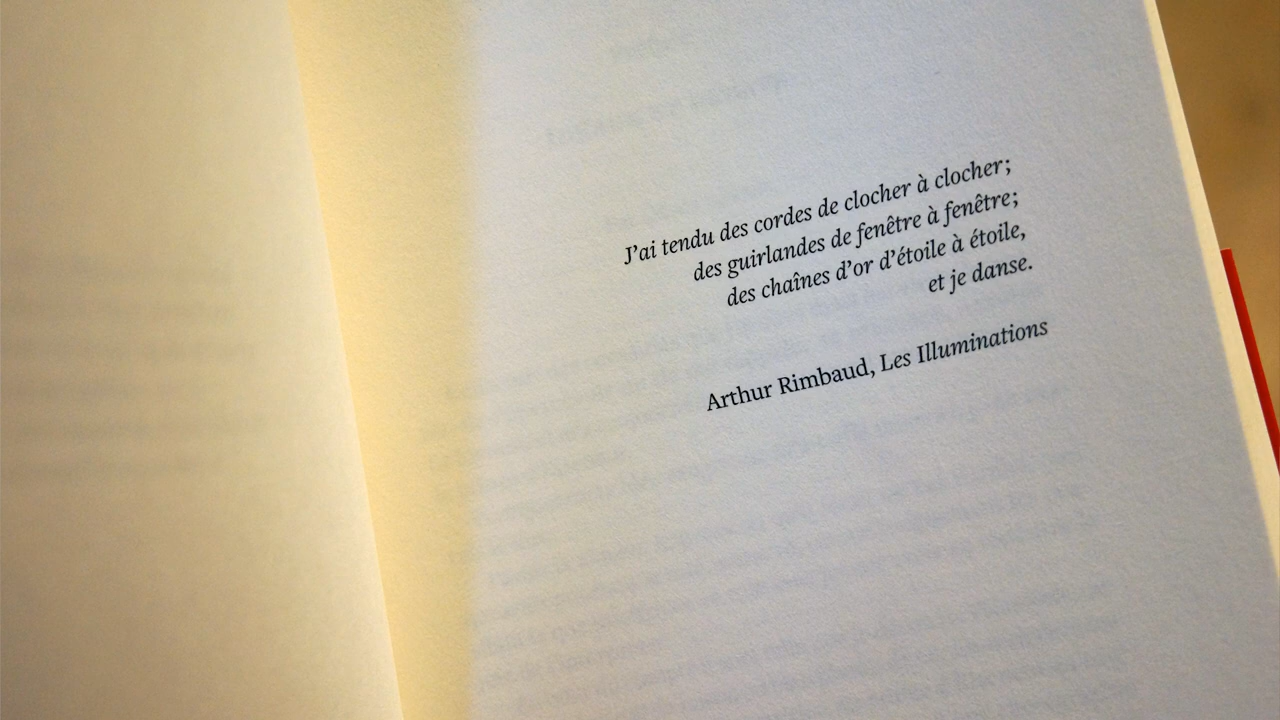 J’ai tendu des cordes de clocher à clocher;
des guirlandes de fenêtre à fenêtre;
des chaînes d’or d’étoile à étoile,
et je danse.
Arthur Rimbaud, Les Illuminations